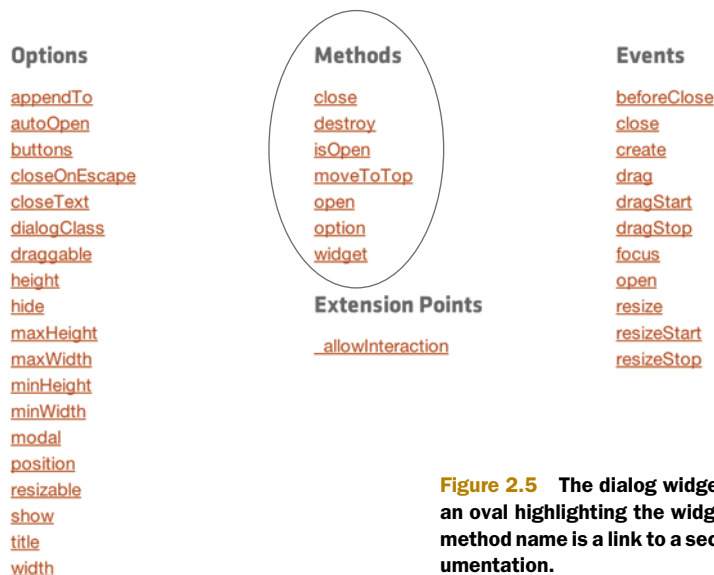 Options
appendTo
autoOpen
buttons
closeOnEscape
closeText
dialogClass
draggable
height
hide
maxHeight
maxWidth
minHeight
minWidth
modal
position
resizable
show
title
width
Methods
close
destroy
isOpen
moveToTop
open
option
widget
Extension Points
_allowInteraction
Events
beforeClose
close
create
drag
dragStart
dragStop
focus
open
resize
resizeStart
resizeStop
Figure 2.5 The dialog widge
an oval highlighting the widg
method name is a link to a sec
umentation.